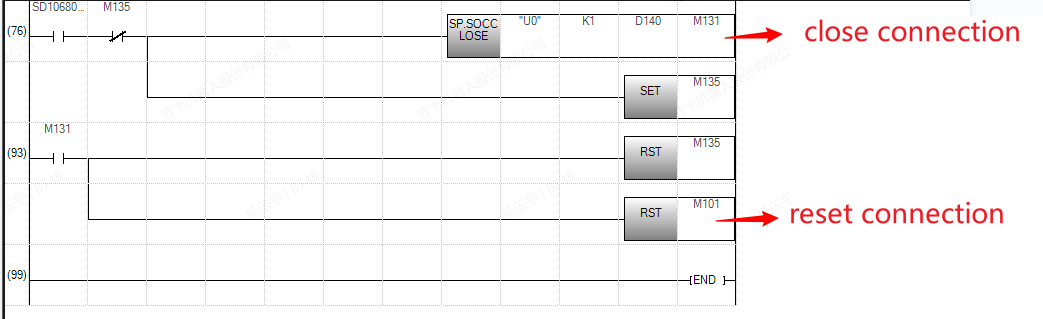 SD10680... M135
(76) SP.SOCC LOSE "U0" K1 D140 M131 close connection
SET M135
M131
(93) RST M135
RST M101 reset connection
(99) END